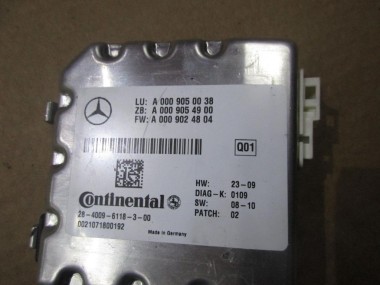 LU: A 000 905 00 38
ZB: A 000 905 49 00
FW: A 000 902 48 04
Q01
Continental
28-4009-6118-3-00
0021071800192
HW: 23-09
DIAG-K: 0109
SW: 08-10
PATCH: 02
Made in Germany